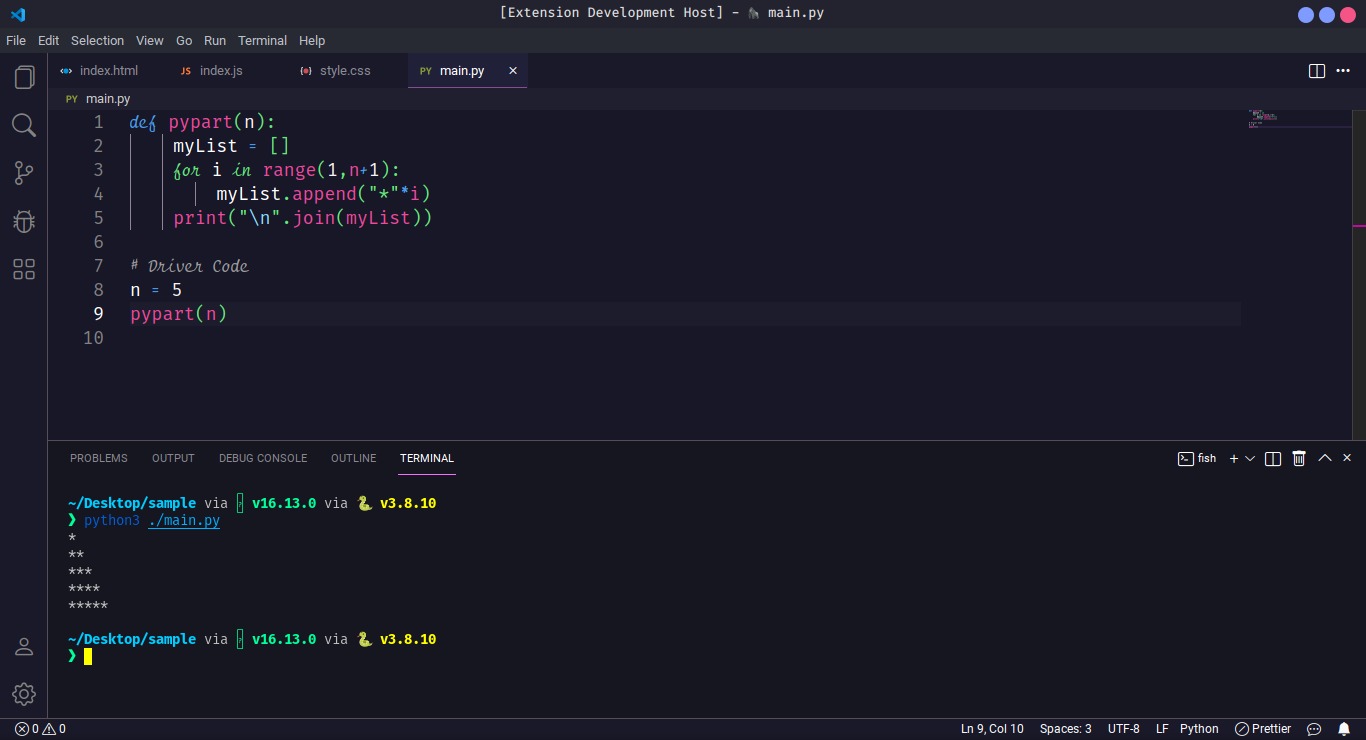 [Extension Development Host] - 🦍 main.py
File Edit Selection View Go Run Terminal Help
index.html JS index.js style.css PY main.py ×
PY main.py
1 def pypart(n):
2 myList = []
3 for i in range(1,n+1):
4 myList.append("*"*i)
5 print("\n".join(myList))
6
7 # Driver Code
8 n = 5
9 pypart(n)
10
PROBLEMS OUTPUT DEBUG CONSOLE OUTLINE TERMINAL fish
~/Desktop/sample via v16.13.0 via 🐍 v3.8.10
❯ python3 ./main.py
*
**
***
****
*****
~/Desktop/sample via v16.13.0 via 🐍 v3.8.10
❯
0 0 Ln 9, Col 10 Spaces: 3 UTF-8 LF Python Prettier